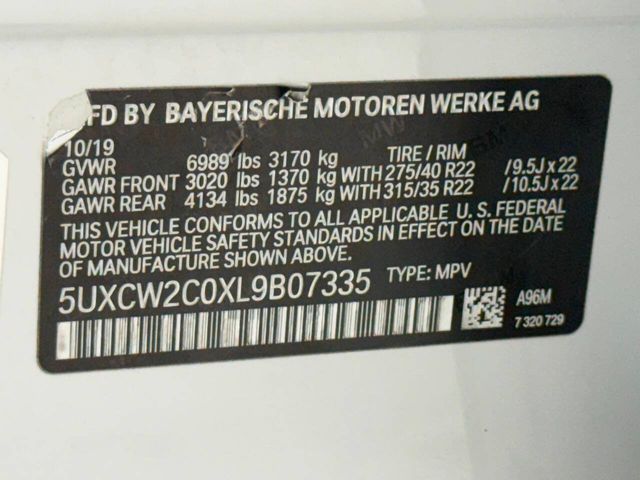 MFD BY BAYERISCHE MOTOREN WERKE AG
10/19
GVWR 6989 lbs 3170 kg TIRE / RIM
GAWR FRONT 3020 lbs 1370 kg WITH 275/40 R22 /9.5J x 22
GAWR REAR 4134 lbs 1875 kg WITH 315/35 R22 /10.5J x 22
THIS VEHICLE CONFORMS TO ALL APPLICABLE U. S. FEDERAL
MOTOR VEHICLE SAFETY STANDARDS IN EFFECT ON THE DATE OF
MANUFACTURE SHOWN ABOVE.
5UXCW2C0XL9B07335 TYPE: MPV
A96M
7 320 729